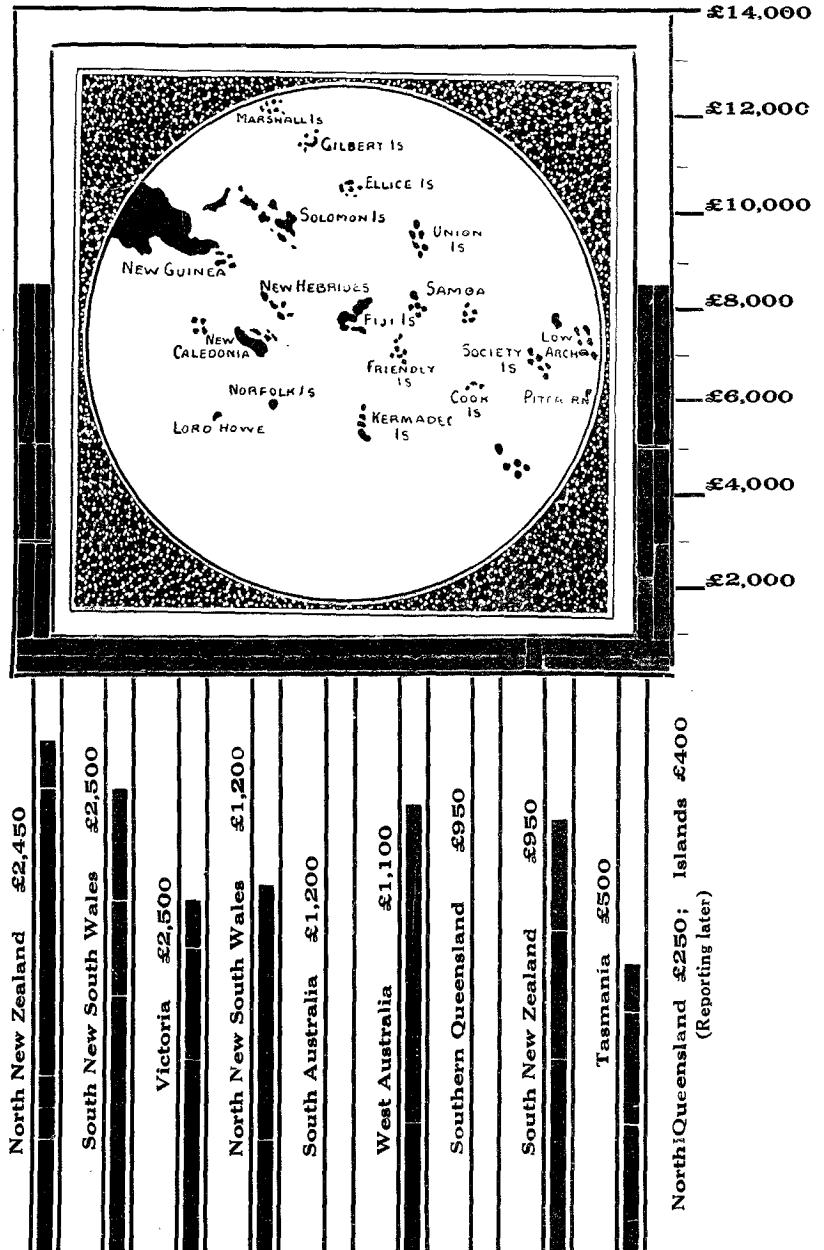 £14,000
£12,000
£10,000
£8,000
£6,000
£4,000
£2,000
MARSHALL IS
GILBERT IS
ELLICE IS
SOLOMON IS
UNION
IS
NEW GUINEA
NEW HEBRIDES
SAMOA
FIJI IS
NEW
CALEDONIA
FRIENDLY
IS
SOCIETY
IS
LOW
ARCHO
NORFOLK IS
COOK
IS
LORD HOWE
KERMADEC
IS
North New Zealand £2,450
South New South Wales £2,500
Victoria £2,500
North New South Wales £1,200
South Australia £1,200
West Australia £1,100
Southern Queensland £950
South New Zealand £950
Tasmania £500
North Queensland £250; Islands £400
(Reporting later)